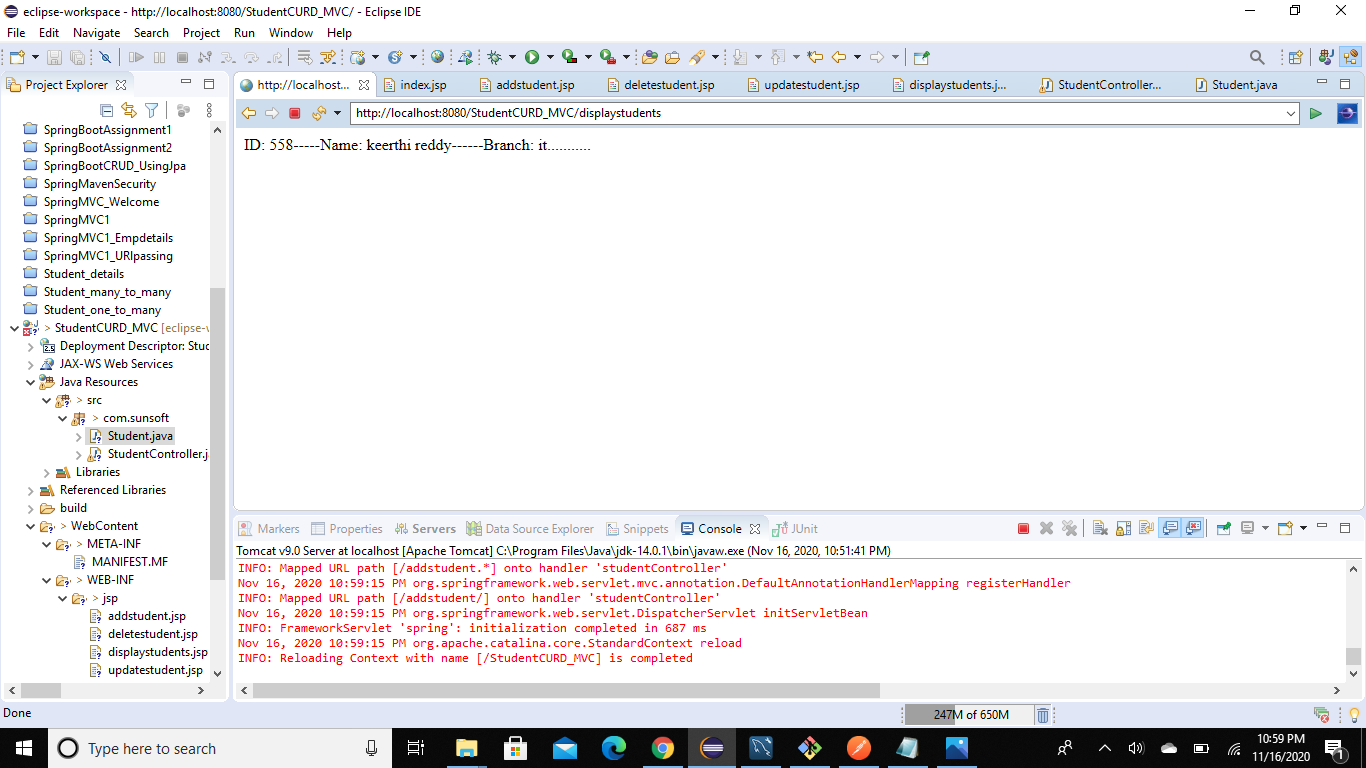 eclipse-workspace - http://localhost:8080/StudentCURD_MVC/ - Eclipse IDE
File Edit Navigate Search Project Run Window Help
Project Explorer
http://localhost... index.jsp addstudent.jsp deletestudent.jsp updatestudent.jsp displaystudents.j... StudentController... Student.java
http://localhost:8080/StudentCURD_MVC/displaystudents
ID: 558-----Name: keerthi reddy------Branch: it...........
SpringBootAssignment1
SpringBootAssignment2
SpringBootCRUD_UsingJpa
SpringMavenSecurity
SpringMVC_Welcome
SpringMVC1
SpringMVC1_Empdetails
SpringMVC1_URIpassing
Student_details
Student_many_to_many
Student_one_to_many
> StudentCURD_MVC [eclipse-v
Deployment Descriptor: Stuc
JAX-WS Web Services
Java Resources
> src
> com.sunsoft
Student.java
StudentController.j
Libraries
Referenced Libraries
build
> WebContent
> META-INF
MANIFEST.MF
> WEB-INF
> jsp
addstudent.jsp
deletestudent.jsp
displaystudents.jsp
updatestudent.jsp
Markers Properties Servers Data Source Explorer Snippets Console JUnit
Tomcat v9.0 Server at localhost [Apache Tomcat] C:\Program Files\Java\jdk-14.0.1\bin\javaw.exe (Nov 16, 2020, 10:51:41 PM)
INFO: Mapped URL path [/addstudent.*] onto handler 'studentController'
Nov 16, 2020 10:59:15 PM org.springframework.web.servlet.mvc.annotation.DefaultAnnotationHandlerMapping registerHandler
INFO: Mapped URL path [/addstudent/] onto handler 'studentController'
Nov 16, 2020 10:59:15 PM org.springframework.web.servlet.DispatcherServlet initServletBean
INFO: FrameworkServlet 'spring': initialization completed in 687 ms
Nov 16, 2020 10:59:15 PM org.apache.catalina.core.StandardContext reload
INFO: Reloading Context with name [/StudentCURD_MVC] is completed
Done
247M of 650M
Type here to search
10:59 PM
11/16/2020
1